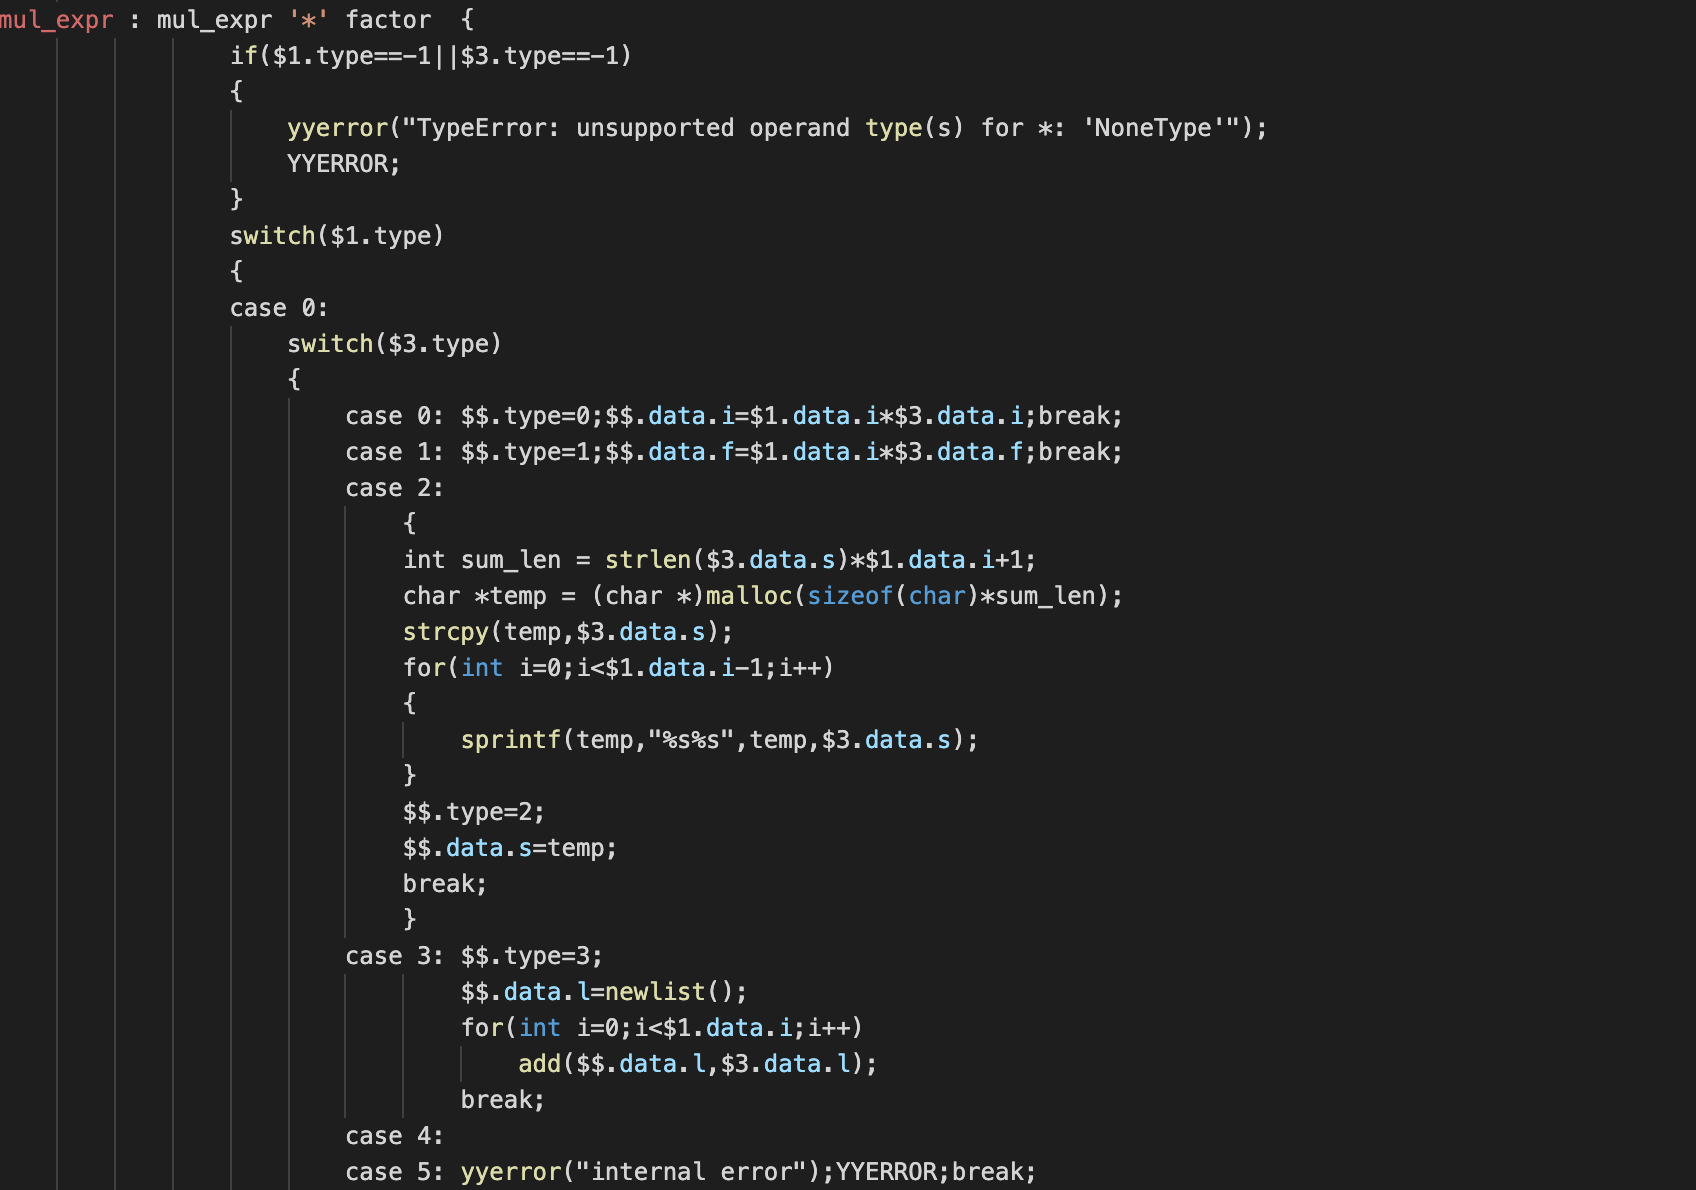 mul_expr : mul_expr '*' factor  {
if($1.type==-1||$3.type==-1)
{
yyerror("TypeError: unsupported operand type(s) for *: 'NoneType'");
YYERROR;
}
switch($1.type)
{
case 0:
switch($3.type)
{
case 0: $$.type=0;$$.data.i=$1.data.i*$3.data.i;break;
case 1: $$.type=1;$$.data.f=$1.data.i*$3.data.f;break;
case 2:
{
int sum_len = strlen($3.data.s)*$1.data.i+1;
char *temp = (char *)malloc(sizeof(char)*sum_len);
strcpy(temp,$3.data.s);
for(int i=0;i<$1.data.i-1;i++)
{
sprintf(temp,"%s%s",temp,$3.data.s);
}
$$.type=2;
$$.data.s=temp;
break;
}
case 3: $$.type=3;
$$.data.l=newlist();
for(int i=0;i<$1.data.i;i++)
add($$.data.l,$3.data.l);
break;
case 4:
case 5: yyerror("internal error");YYERROR;break;